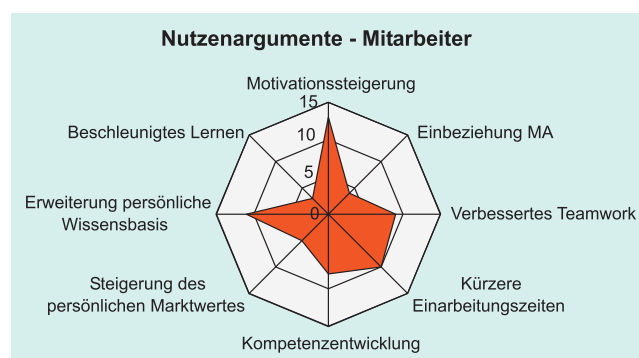 Nutzenargumente - Mitarbeiter
Motivationssteigerung
15
Beschleunigtes Lernen
10
Einbeziehung MA
5
Erweiterung persönliche
Wissensbasis
0
Verbessertes Teamwork
Steigerung des
persönlichen Marktwertes
Kürzere
Einarbeitungszeiten
Kompetenzentwicklung